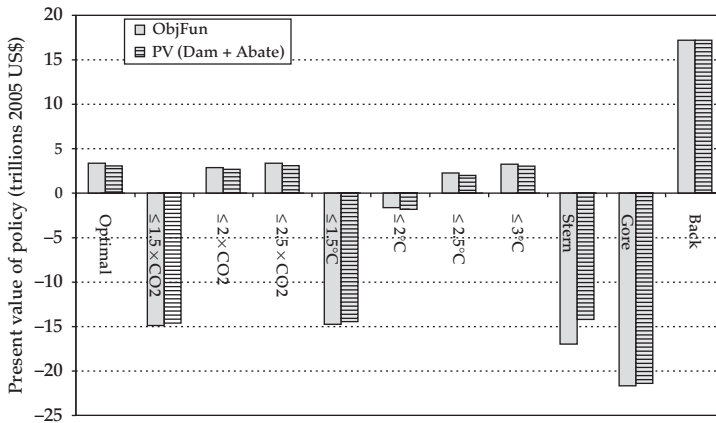 Present value of policy (trillions 2005 US$)
20
15
10
5
0
−5
−10
−15
−20
−25
ObjFun
PV (Dam + Abate)
Optimal
≤ 1.5 × CO2
≤ 2 × CO2
≤ 2.5 × CO2
≤ 1.5°C
≤ 2°C
≤ 2.5°C
≤ 3°C
Stern
Gore
Back